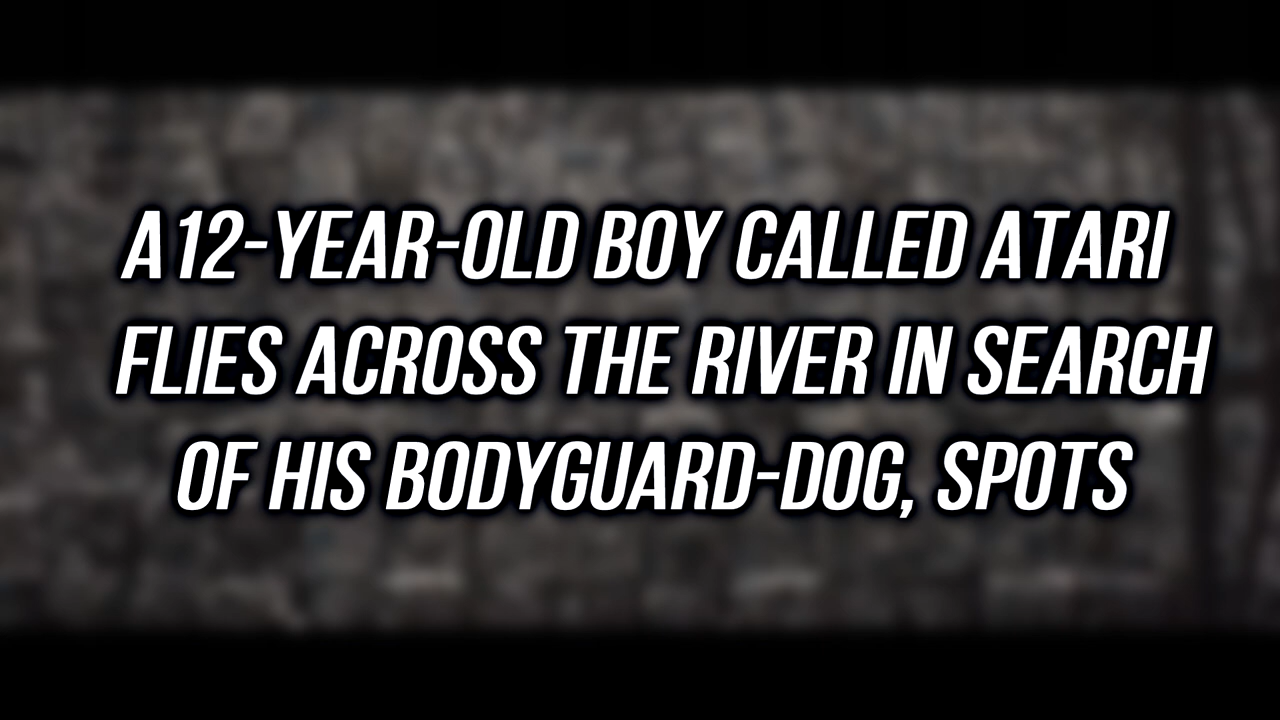 A 12-YEAR-OLD BOY CALLED ATARI
FLIES ACROSS THE RIVER IN SEARCH
OF HIS BODYGUARD-DOG, SPOTS